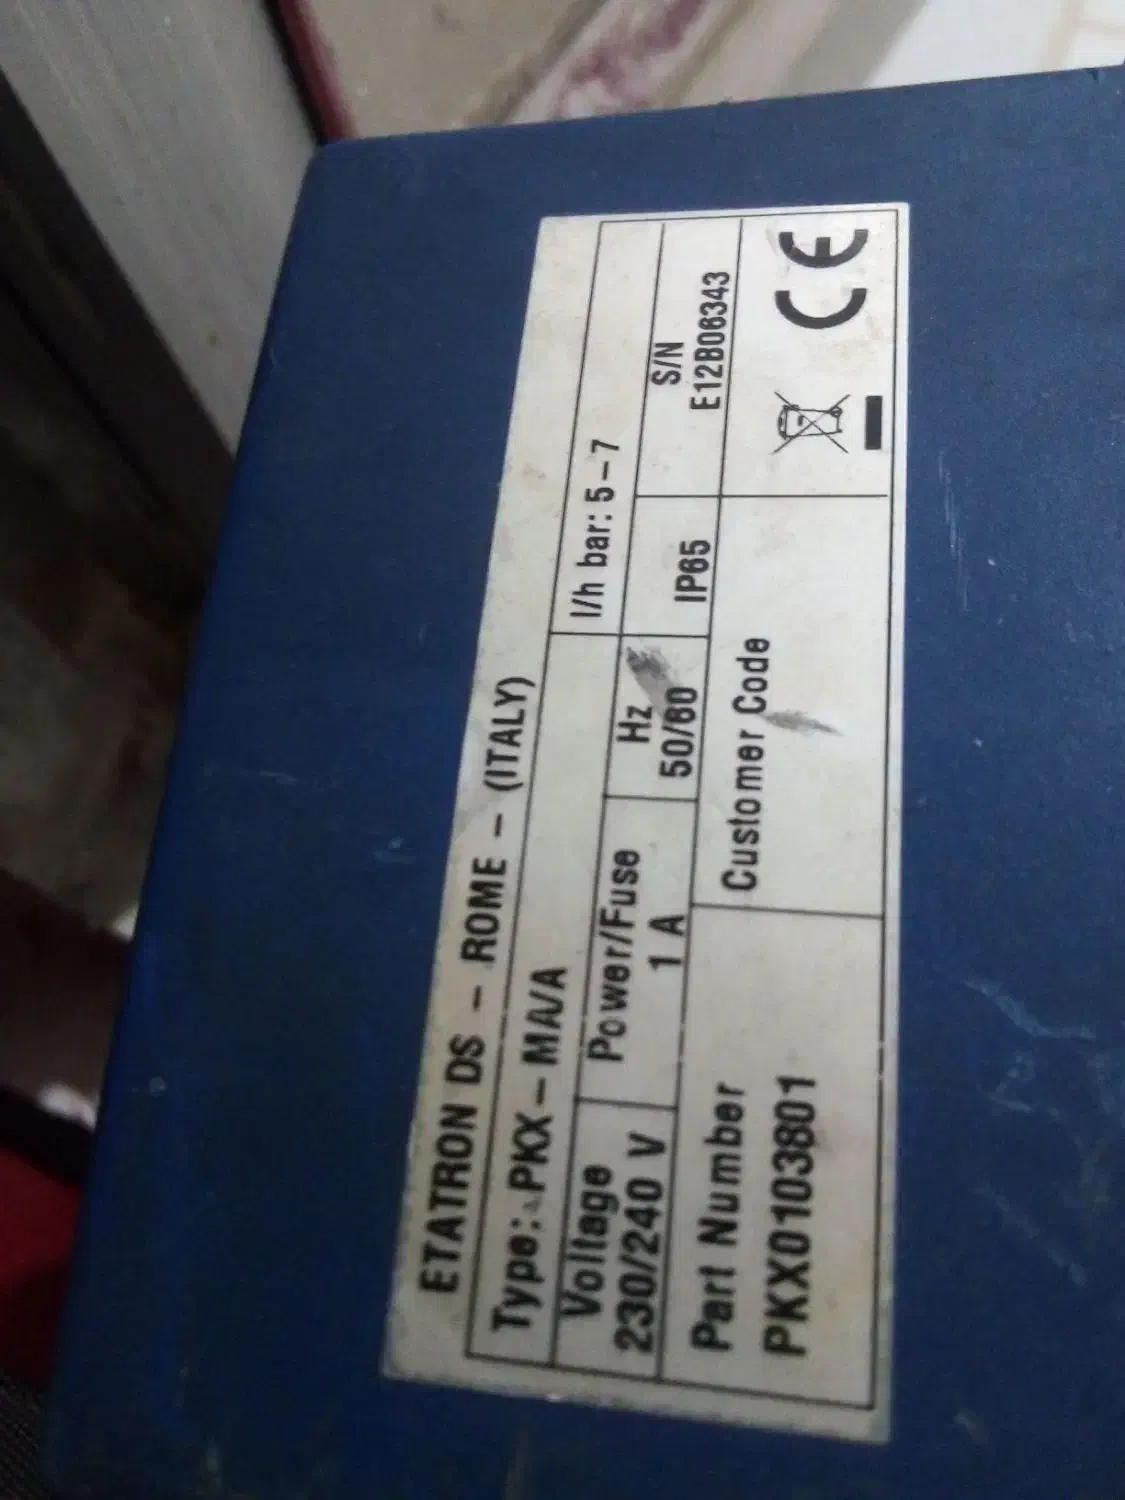 ETATRON DS - ROME - (ITALY)
Type: PKX - MA/A
l/h bar: 5 - 7
Voltage
230/240 V
Power/Fuse
1 A
Hz
50/60
IP65
S/N
E12B06343
Part Number
PKX0103801
Customer Code
CE